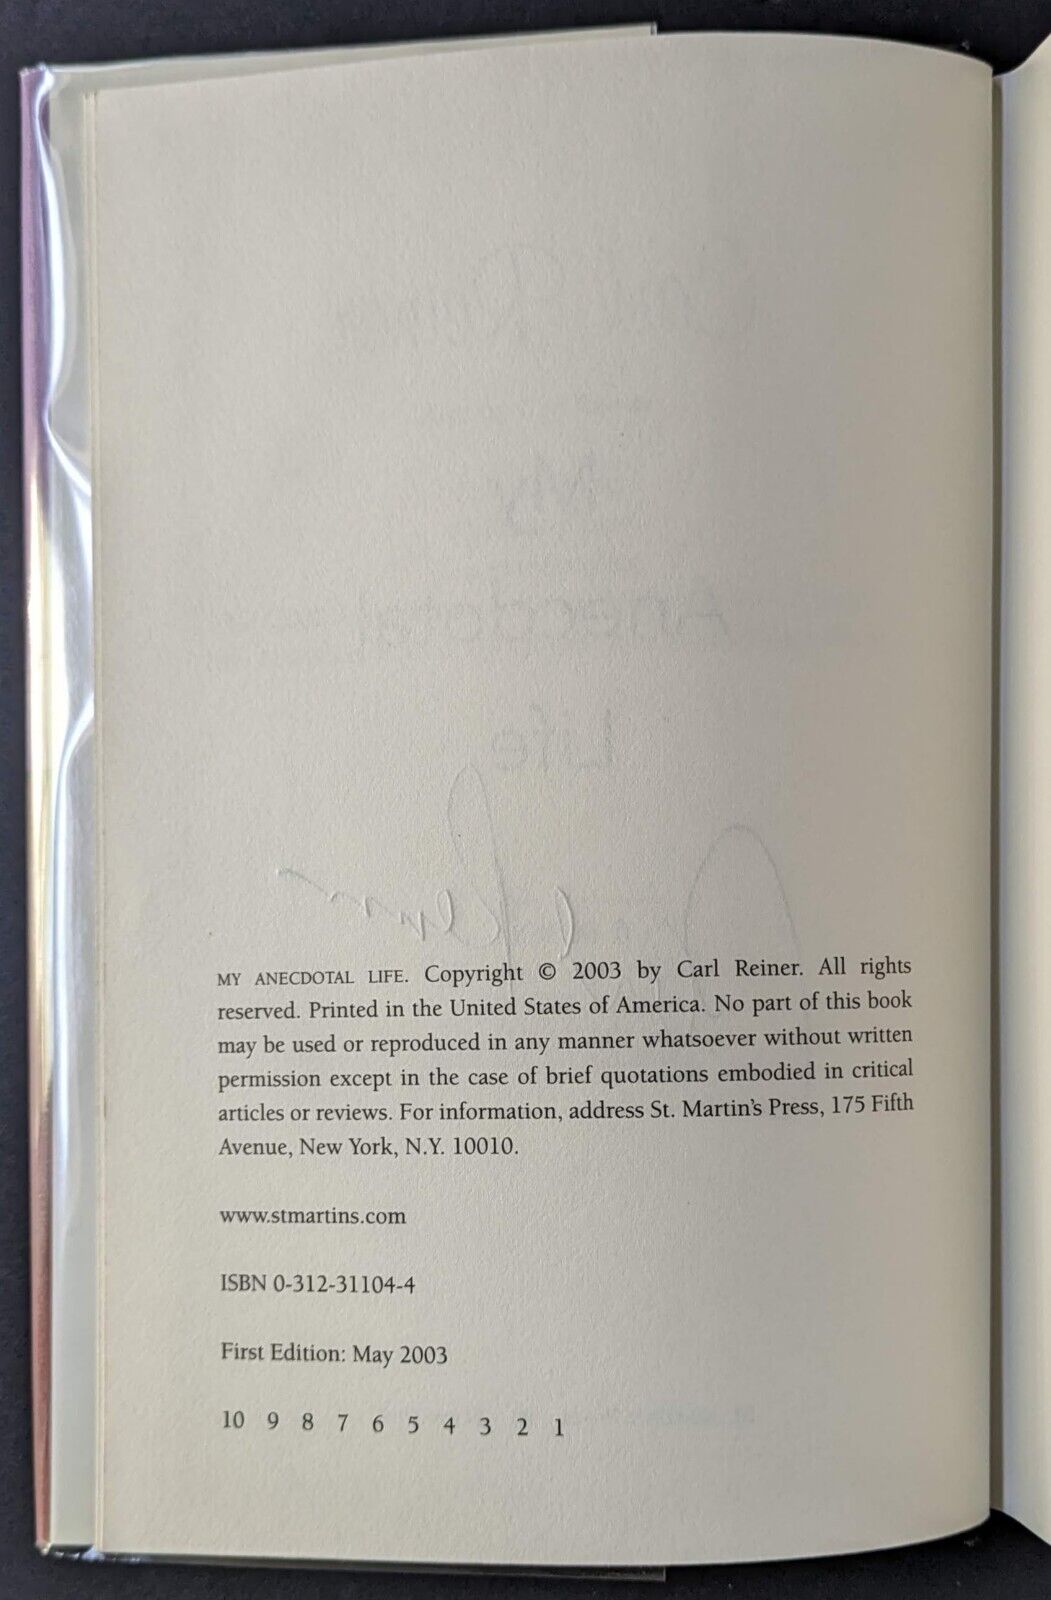 MY ANECDOTAL LIFE. Copyright © 2003 by Carl Reiner. All rights
reserved. Printed in the United States of America. No part of this book
may be used or reproduced in any manner whatsoever without written
permission except in the case of brief quotations embodied in critical
articles or reviews. For information, address St. Martin's Press, 175 Fifth
Avenue, New York, N.Y. 10010.
www.stmartins.com
ISBN 0-312-31104-4
First Edition: May 2003
10 9 8 7 6 5 4 3 2 1